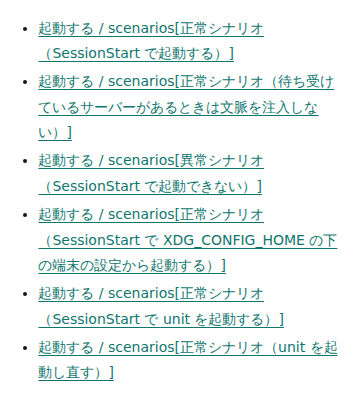 起動する / scenarios[正常シナリオ
（SessionStart で起動する）]
起動する / scenarios[正常シナリオ（待ち受け
ているサーバーがあるときは文脈を注入しな
い）]
起動する / scenarios[異常シナリオ
（SessionStart で起動できない）]
起動する / scenarios[正常シナリオ
（SessionStart で XDG_CONFIG_HOME の下
の端末の設定から起動する）]
起動する / scenarios[正常シナリオ
（SessionStart で unit を起動する）]
起動する / scenarios[正常シナリオ（unit を起
動し直す）]